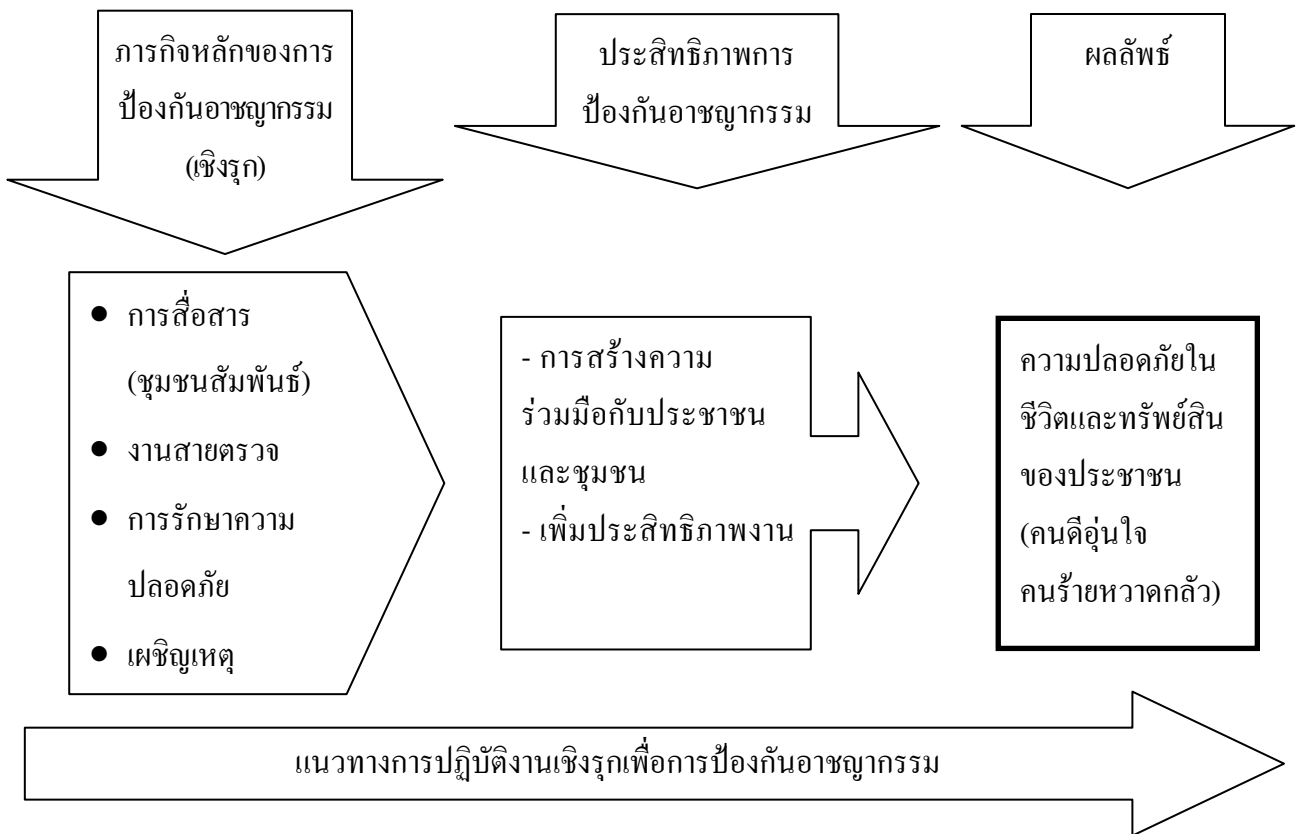 ภารกิจหลักของการ
ป้องกันอาชญากรรม
(เชิงรุก)
ประสิทธิภาพการ
ป้องกันอาชญากรรม
ผลลัพธ์
● การสื่อสาร
(ชุมชนสัมพันธ์)
● งานสายตรวจ
● การรักษาความ
ปลอดภัย
● เผชิญเหตุ
- การสร้างความ
ร่วมมือกับประชาชน
และชุมชน
- เพิ่มประสิทธิภาพงาน
ความปลอดภัยใน
ชีวิตและทรัพย์สิน
ของประชาชน
(คนดีอุ่นใจ
คนร้ายหวาดกลัว)
แนวทางการปฏิบัติงานเชิงรุกเพื่อการป้องกันอาชญากรรม